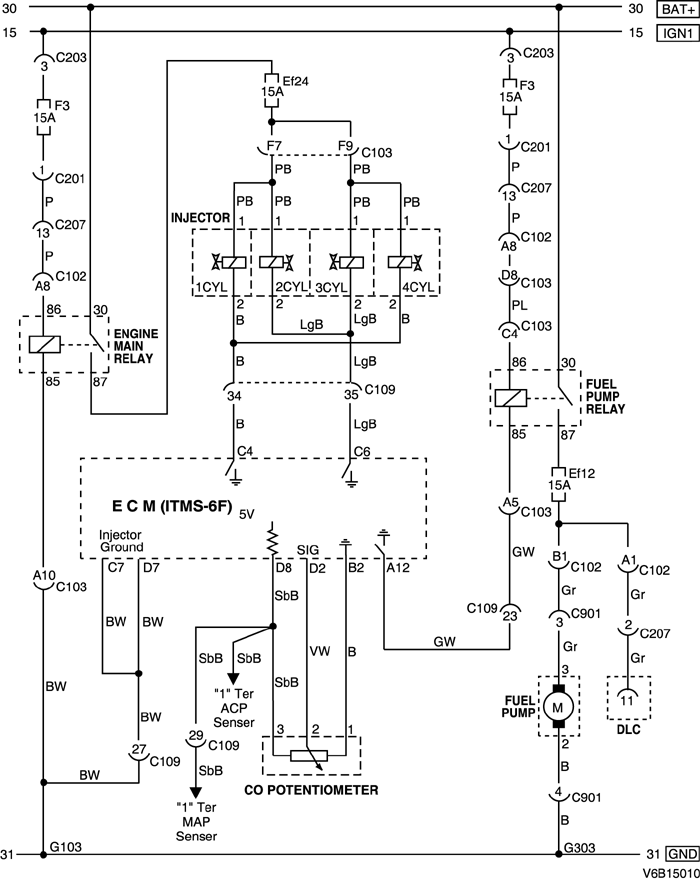 30 30 BAT+
15 15 IGN1
3 C203
F3
15A
1 C201
P
13 C207
P
A8 C102
86 30
ENGINE
MAIN
RELAY
85 87
A10 C103
BW
Ef24
15A
F7 F9 C103
PB PB
PB PB PB PB
INJECTOR
1 1 1 1
1CYL 2CYL 3CYL 4CYL
2 2 2 2
B LgB LgB B
B LgB
34 35 C109
B LgB
C4 C6
E C M (ITMS-6F)
5V
Injector
Ground
SIG
C7 D7 D8 D2 B2 A12
BW BW SbB
SbB SbB SbB VW B
GW
"1" Ter
ACP
Senser
BW
27 C109
BW
29 C109
SbB
"1" Ter
MAP
Senser
3 2 1
CO POTENTIOMETER
3 C203
F3
15A
1 C201
P
13 C207
P
A8 C102
D8 C103
PL
C4 C103
86 30
FUEL
PUMP
RELAY
85 87
A5 C103
GW
C109 23
Ef12
15A
B1 C102
Gr
3 C901
Gr
A1 C102
Gr
2 C207
Gr
11
DLC
3
FUEL
PUMP
M
2
B
4 C901
B
31 G103 G303 31 GND
V6B15010